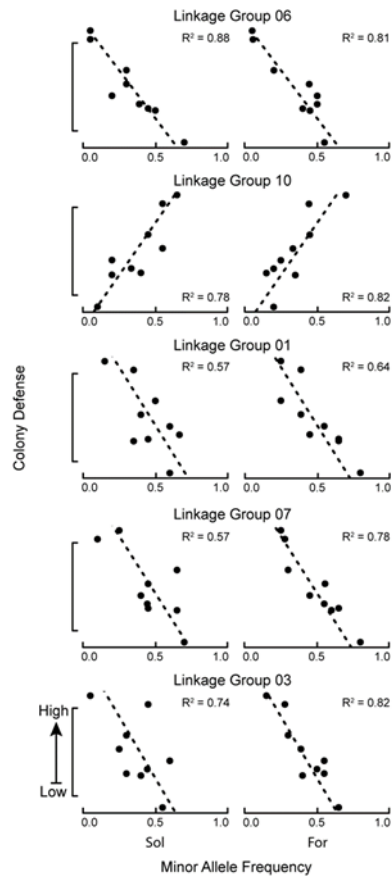 Linkage Group 06
R² = 0.88
R² = 0.81
0.0 0.5 1.0 0.0 0.5 1.0
Linkage Group 10
R² = 0.78
R² = 0.82
0.0 0.5 1.0 0.0 0.5 1.0
Linkage Group 01
R² = 0.57
R² = 0.64
0.0 0.5 1.0 0.0 0.5 1.0
Linkage Group 07
R² = 0.57
R² = 0.78
0.0 0.5 1.0 0.0 0.5 1.0
Linkage Group 03
R² = 0.74
R² = 0.82
High
Low
0.0 0.5 1.0 0.0 0.5 1.0
Sol For
Minor Allele Frequency
Colony Defense